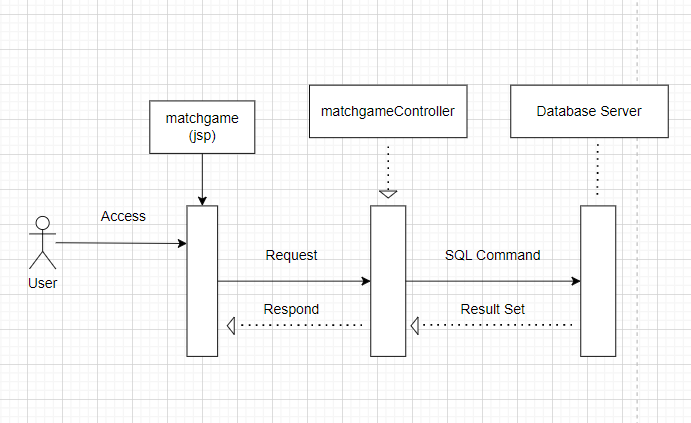 matchgame
(jsp)
matchgameController
Database Server
Access
User
Request
SQL Command
Respond
Result Set